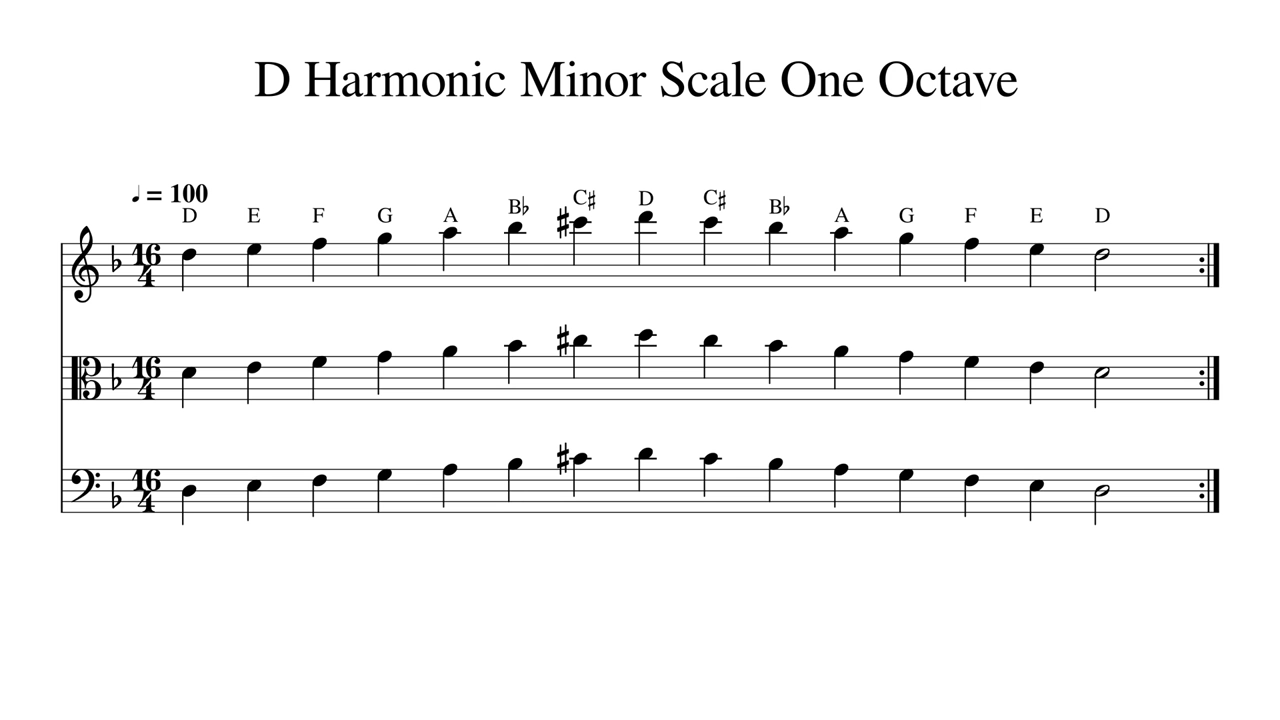 D Harmonic Minor Scale One Octave
♩ = 100
D E F G A B♭ C♯ D C♯ B♭ A G F E D
16
4
16
4
16
4